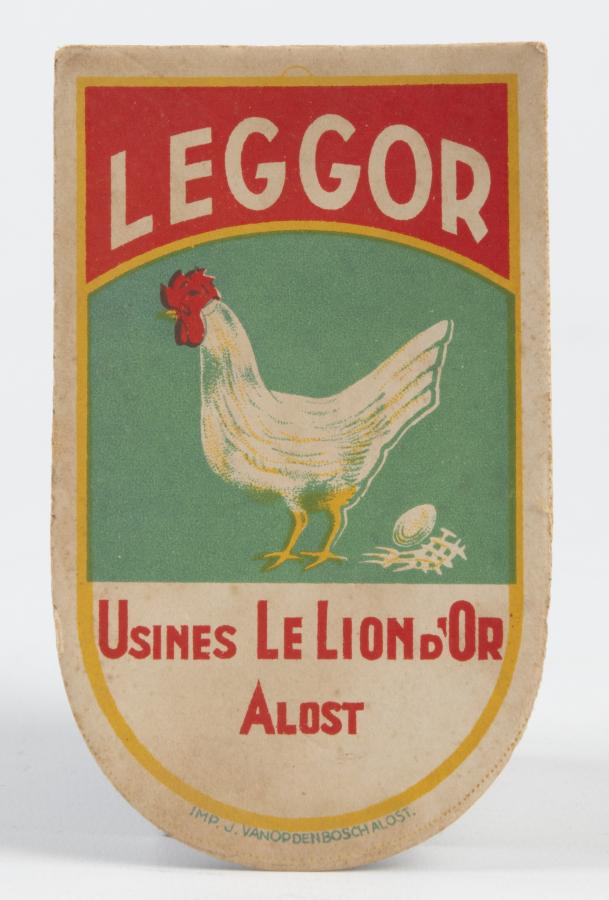 LEGGOR
USINES LE LION D'OR
ALOST
IMP. J. VANOPDENBOSCH ALOST.